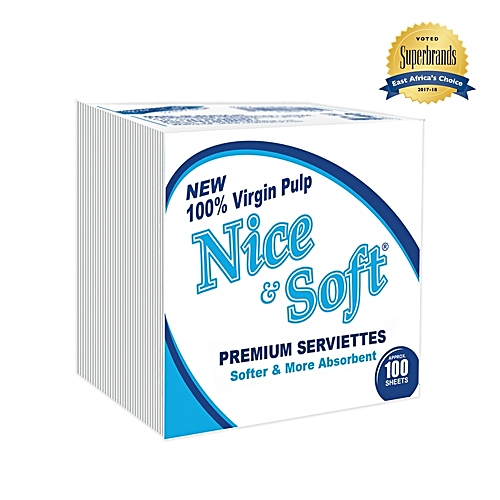 VOTED
Superbrands
East Africa's Choice
2017-18
NEW
100% Virgin Pulp
Nice
& Soft®
PREMIUM SERVIETTES
Softer & More Absorbent
APPROX.
100
SHEETS